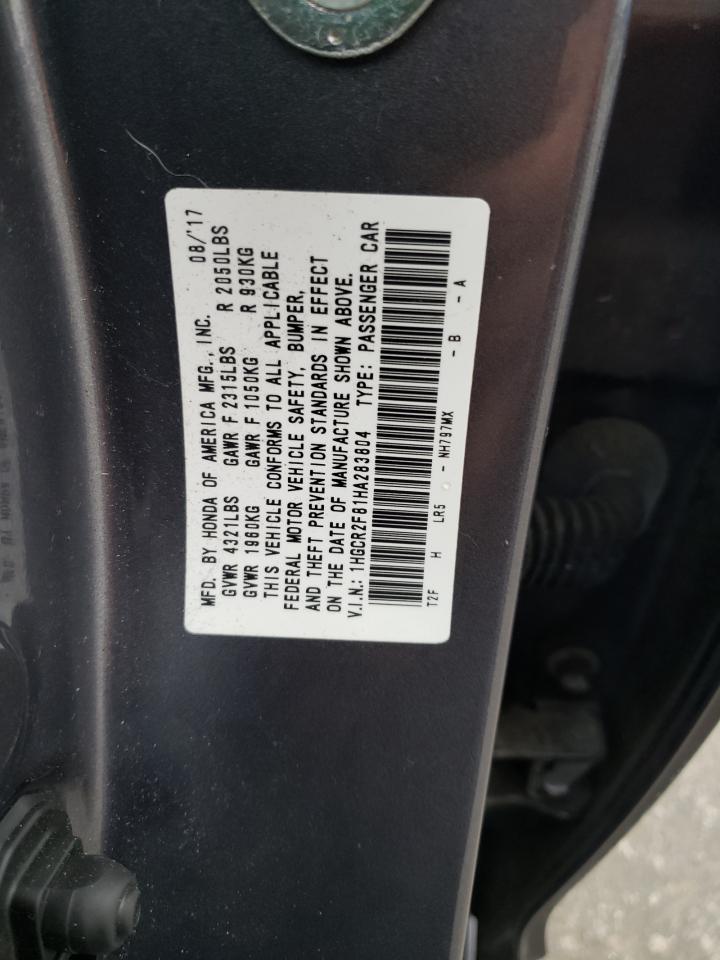 MFD. BY HONDA OF AMERICA MFG., INC. 08/'17
GVWR 4321LBS GAWR F 2315LBS R 2050LBS
GVWR 1960KG GAWR F 1050KG R 930KG
THIS VEHICLE CONFORMS TO ALL APPLICABLE
FEDERAL MOTOR VEHICLE SAFETY, BUMPER,
AND THEFT PREVENTION STANDARDS IN EFFECT
ON THE DATE OF MANUFACTURE SHOWN ABOVE.
V.I.N.: 1HGCR2F81HA283804 TYPE: PASSENGER CAR
T2F H LR5 - NH797MX - B - A